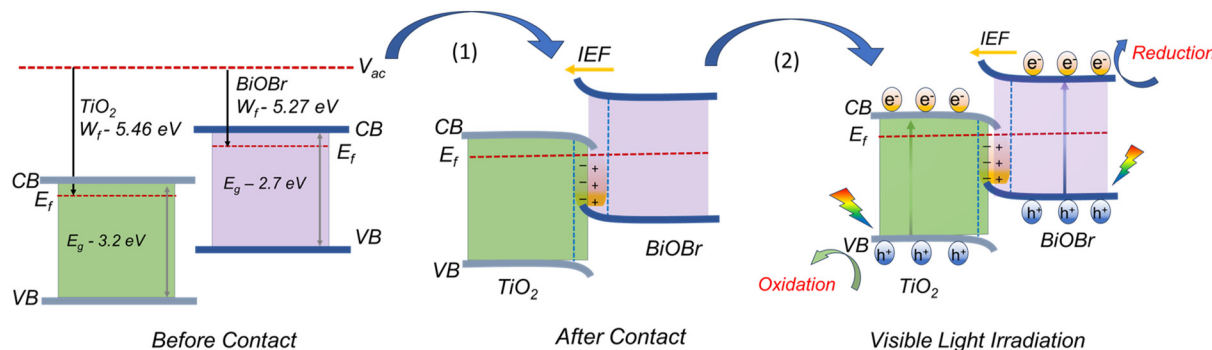 V_ac
TiO₂
W_f - 5.46 eV
BiOBr
W_f - 5.27 eV
CB
E_f
CB
E_f
E_g – 2.7 eV
E_g - 3.2 eV
VB
VB
Before Contact
(1)
IEF
CB
E_f
− +
− +
− +
VB
TiO₂
BiOBr
After Contact
(2)
IEF
e⁻ e⁻ e⁻
Reduction
CB
e⁻ e⁻ e⁻
E_f
− +
− +
− +
h⁺ h⁺ h⁺
BiOBr
VB
h⁺ h⁺ h⁺
Oxidation
TiO₂
Visible Light Irradiation